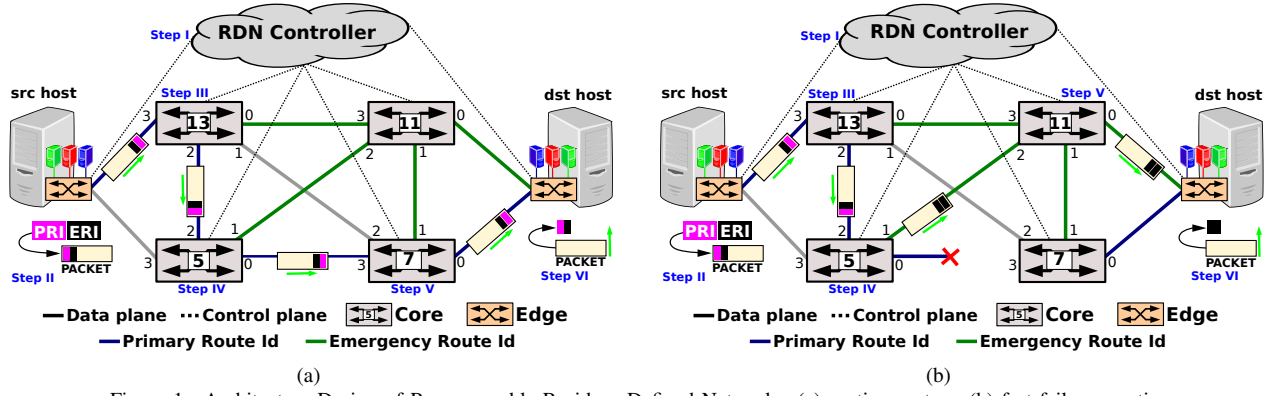 RDN Controller
Step I
src host
dst host
Step III
13
3
0
2
1
11
3
0
2
1
PRI ERI
PACKET
Step II
5
2
1
3
0
Step IV
7
2
1
3
0
Step V
PACKET
Step VI
Data plane
Control plane
5
Core
Edge
Primary Route Id
Emergency Route Id
(a)
RDN Controller
Step I
src host
dst host
Step III
13
3
0
2
1
Step V
11
3
0
2
1
PRI ERI
PACKET
Step II
5
2
1
3
0
Step IV
7
2
1
3
0
PACKET
Step VI
Data plane
Control plane
5
Core
Edge
Primary Route Id
Emergency Route Id
(b)